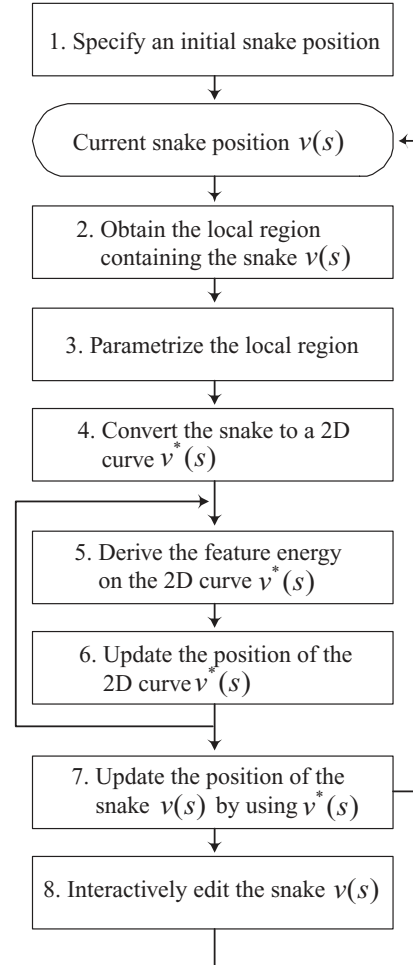 1. Specify an initial snake position
Current snake position v(s)
2. Obtain the local region
containing the snake v(s)
3. Parametrize the local region
4. Convert the snake to a 2D
curve v*(s)
5. Derive the feature energy
on the 2D curve v*(s)
6. Update the position of the
2D curve v*(s)
7. Update the position of the
snake v(s) by using v*(s)
8. Interactively edit the snake v(s)